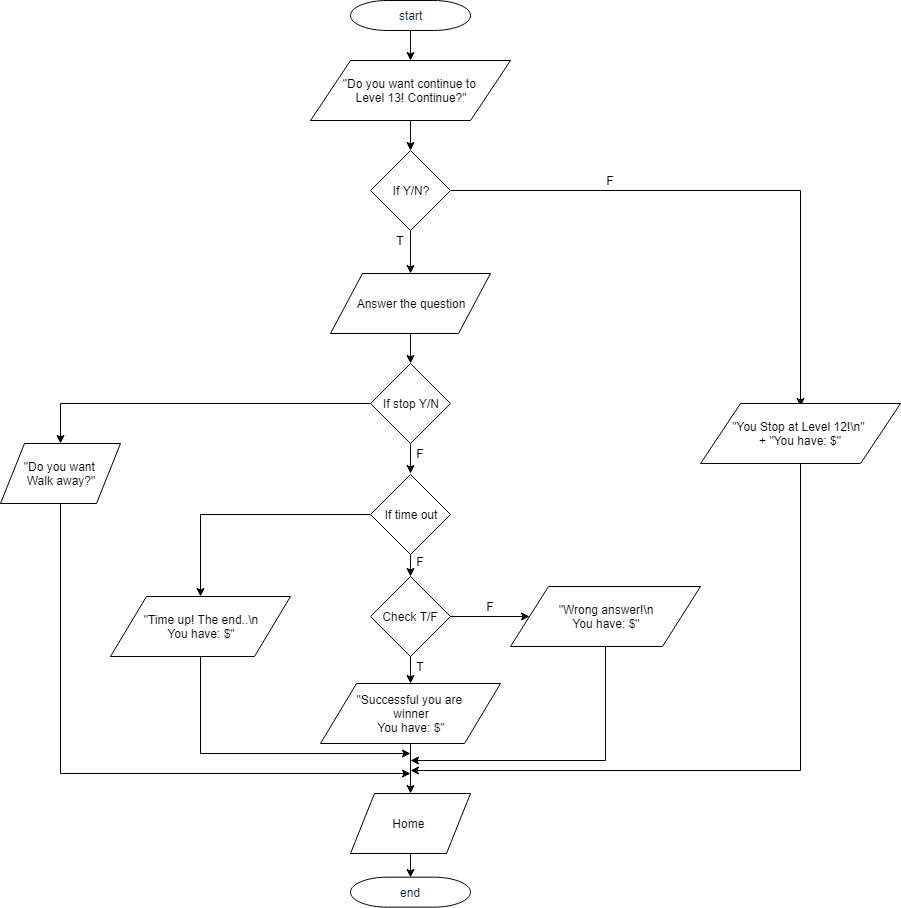 start
"Do you want continue to
Level 13! Continue?"
If Y/N?
F
T
Answer the question
If stop Y/N
"You Stop at Level 12!\n"
+ "You have: $"
F
"Do you want
Walk away?"
If time out
F
"Time up! The end..\n
You have: $"
Check T/F
F
"Wrong answer!\n
You have: $"
T
"Successful you are
winner
You have: $"
Home
end